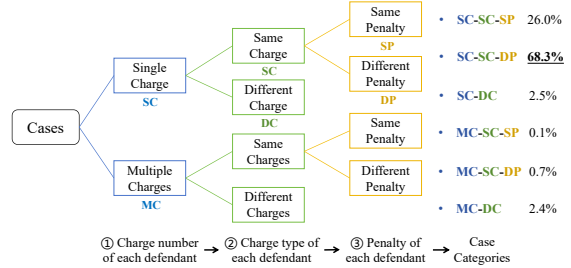 Cases
Single
Charge
SC
Multiple
Charges
MC
Same
Charge
SC
Different
Charge
DC
Same
Charges
Different
Charges
Same
Penalty
SP
Different
Penalty
DP
Same
Penalty
Different
Penalty
• SC-SC-SP 26.0%
• SC-SC-DP 68.3%
• SC-DC 2.5%
• MC-SC-SP 0.1%
• MC-SC-DP 0.7%
• MC-DC 2.4%
① Charge number
of each defendant
② Charge type of
each defendant
③ Penalty of
each defendant
Case
Categories